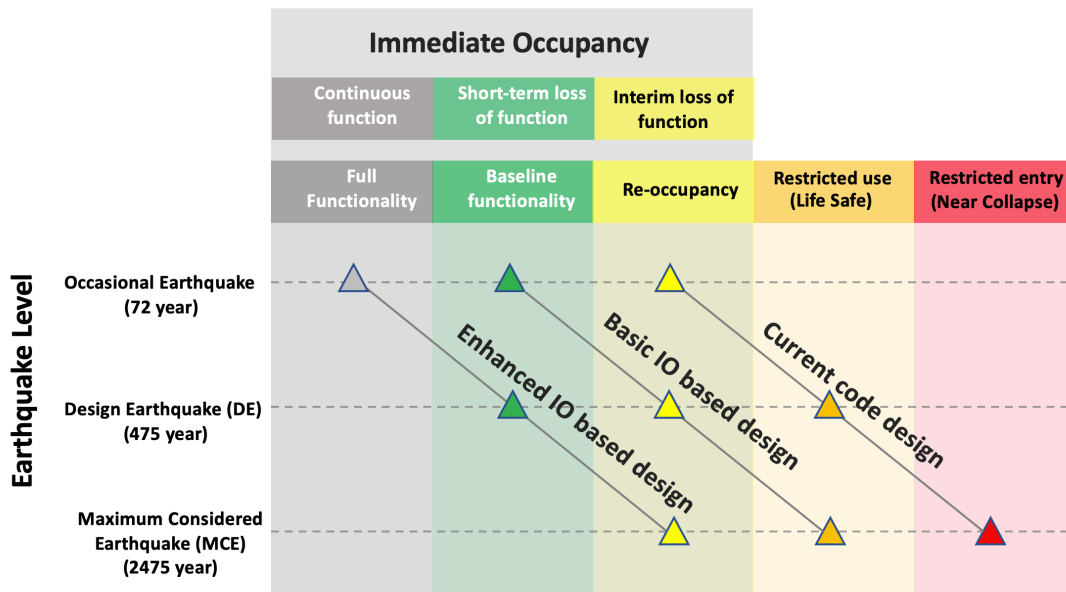 Immediate Occupancy
Continuous
function
Short-term loss
of function
Interim loss of
function
Full
Functionality
Baseline
functionality
Re-occupancy
Restricted use
(Life Safe)
Restricted entry
(Near Collapse)
Earthquake Level
Occasional Earthquake
(72 year)
Design Earthquake (DE)
(475 year)
Maximum Considered
Earthquake (MCE)
(2475 year)
Enhanced IO based design
Basic IO based design
Current code design